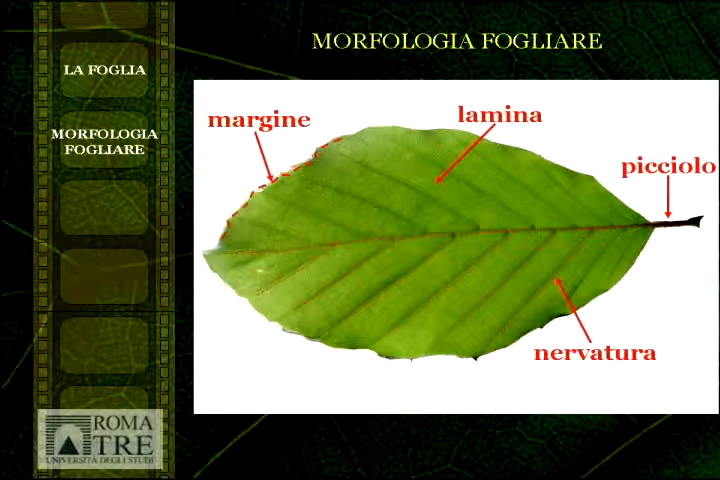 MORFOLOGIA FOGLIARE
LA FOGLIA
MORFOLOGIA
FOGLIARE
margine
lamina
picciolo
nervatura
ROMA
TRE
UNIVERSITÀ DEGLI STUDI